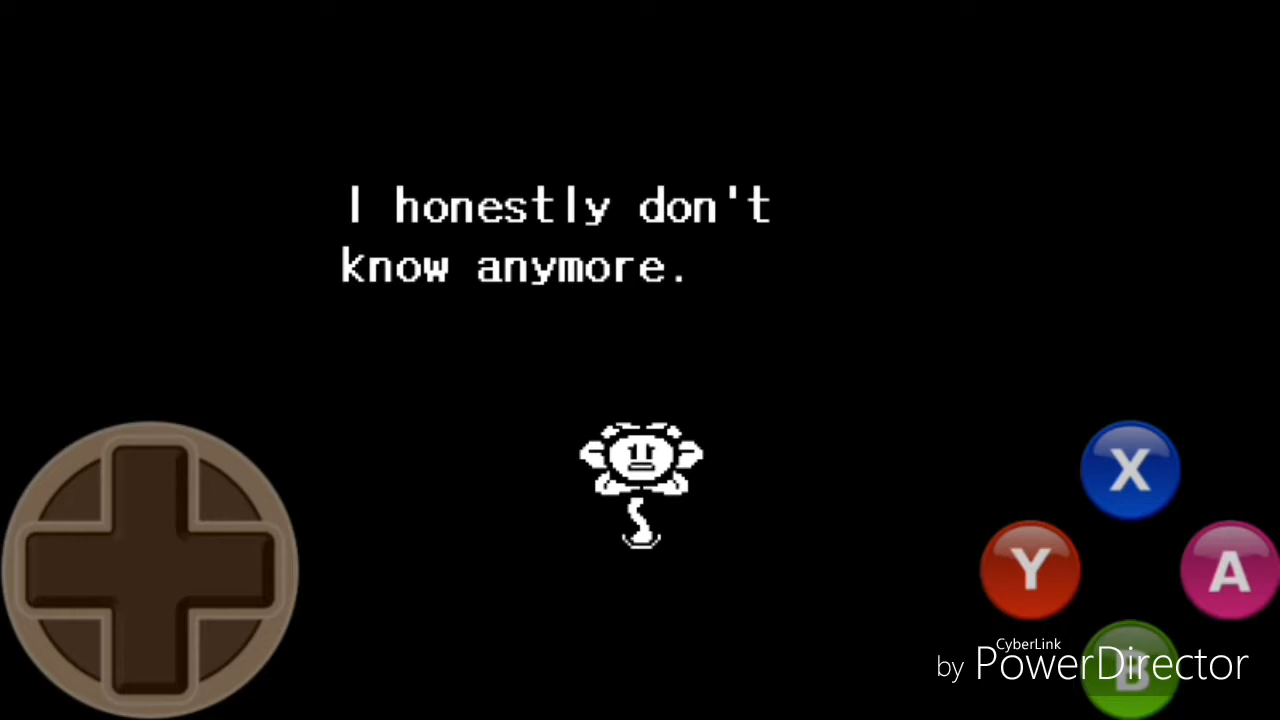 I honestly don't
know anymore.
X
Y
A
B
CyberLink
by PowerDirector